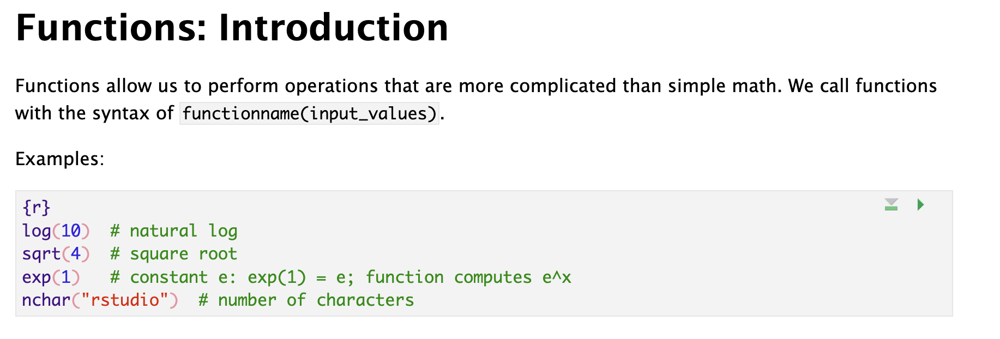 Functions: Introduction
Functions allow us to perform operations that are more complicated than simple math. We call functions
with the syntax of functionname(input_values).
Examples:
{r}
log(10)  # natural log
sqrt(4)  # square root
exp(1)   # constant e: exp(1) = e; function computes e^x
nchar("rstudio")  # number of characters